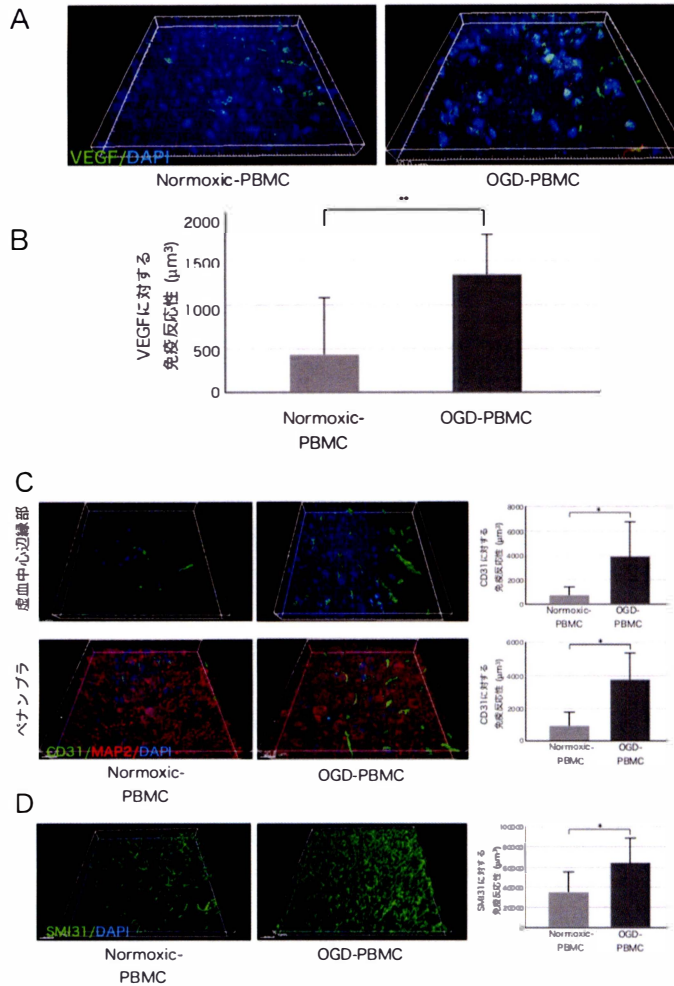 A
VEGF/DAPI
Normoxic-PBMC
OGD-PBMC
B
VEGFに対する
免疫反応性 (μm³)
2000
1500
1000
500
0
**
Normoxic-
PBMC
OGD-PBMC
C
虚血中心辺縁部
CD31に対する
免疫反応性 (μm³)
8000
6000
4000
2000
0
*
Normoxic-
PBMC
OGD-
PBMC
ペナンブラ
CD31/MAP2/DAPI
Normoxic-
PBMC
OGD-PBMC
CD31に対する
免疫反応性 (μm³)
6000
4000
2000
0
*
Normoxic-
PBMC
OGD-
PBMC
D
SMI31/DAPI
Normoxic-
PBMC
OGD-PBMC
SMI31に対する
免疫反応性 (μm³)
*
Normoxic-
PBMC
OGD-
PBMC